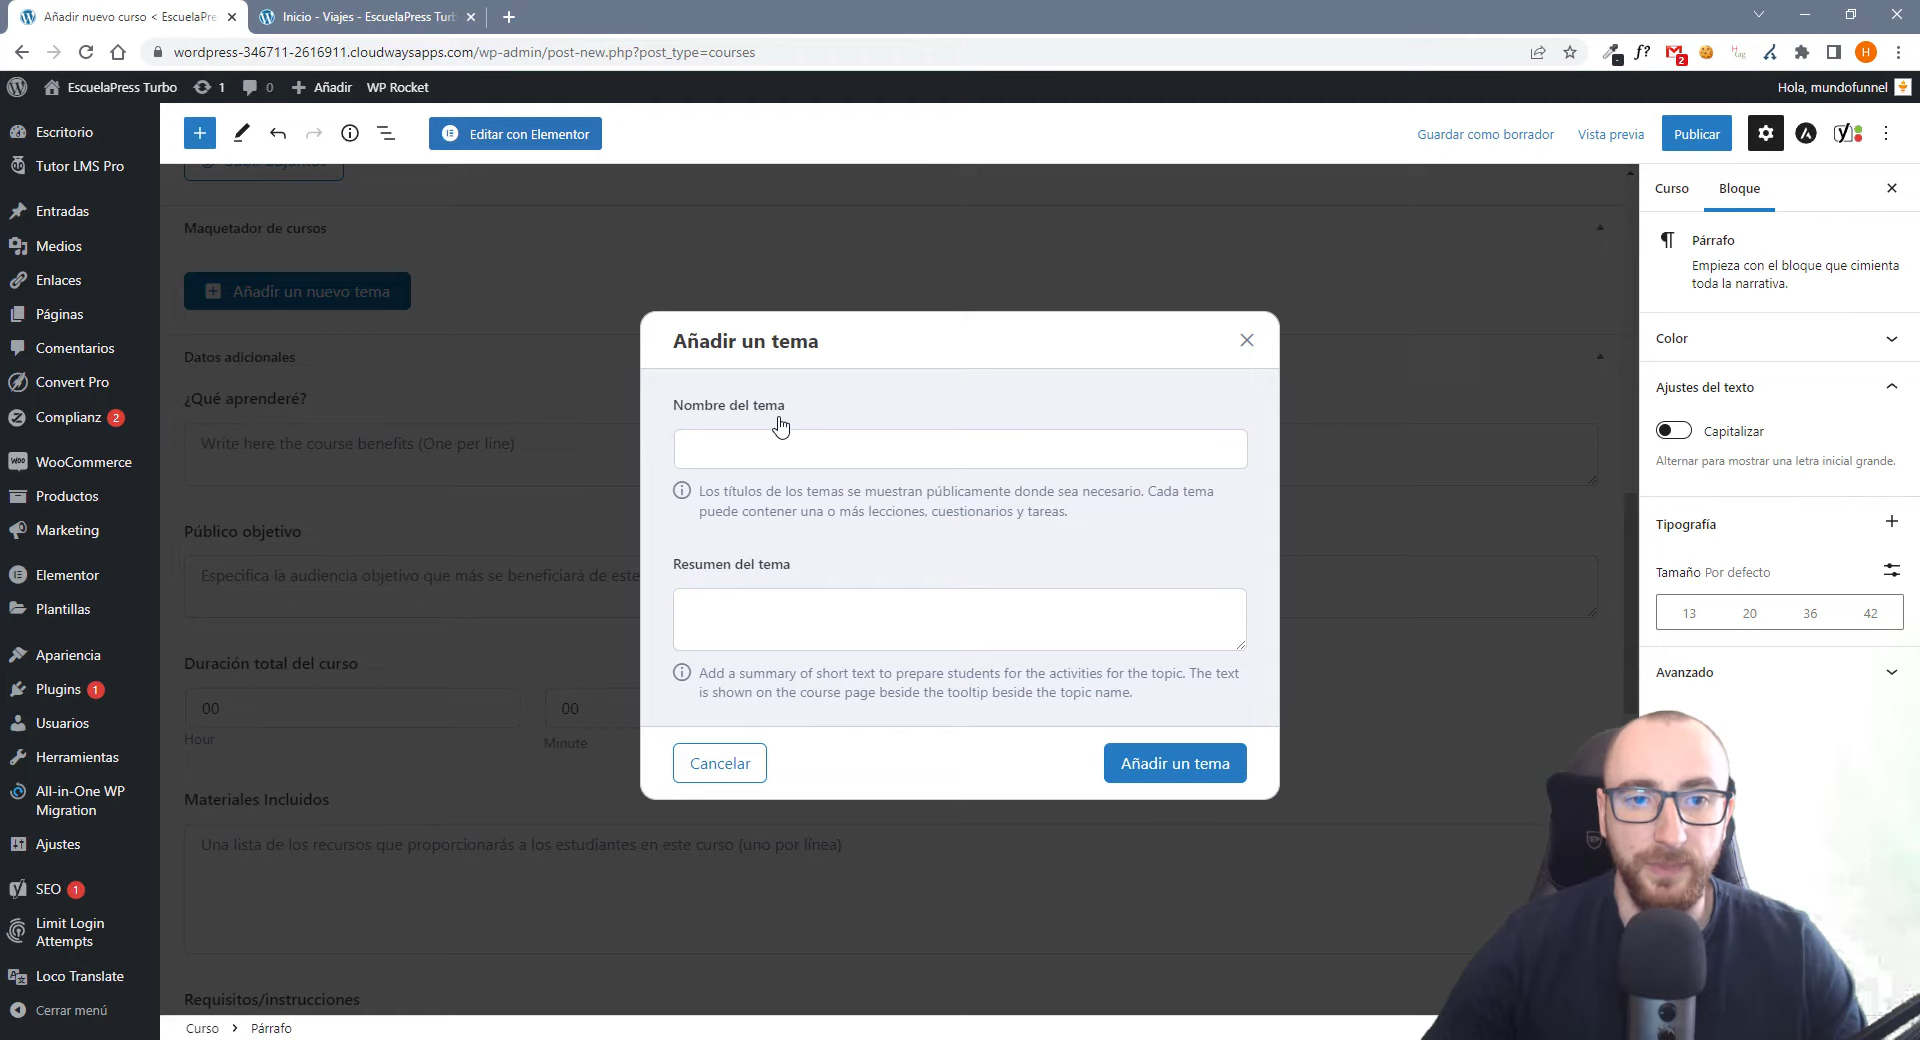 Añadir nuevo curso < EscuelaPre
Inicio - Viajes - EscuelaPress Turb
wordpress-346711-2616911.cloudwaysapps.com/wp-admin/post-new.php?post_type=courses
f?
2
H
tag
H
EscuelaPress Turbo
1
0
Añadir
WP Rocket
Hola, mundofunnel
Escritorio
Tutor LMS Pro
Entradas
Medios
Enlaces
Páginas
Comentarios
Convert Pro
Complianz 2
WooCommerce
Productos
Marketing
Elementor
Plantillas
Apariencia
Plugins 1
Usuarios
Herramientas
All-in-One WP
Migration
Ajustes
SEO 1
Limit Login
Attempts
Loco Translate
Cerrar menú
Editar con Elementor
Guardar como borrador
Vista previa
Publicar
Maquetador de cursos
Añadir un nuevo tema
Datos adicionales
¿Qué aprenderé?
Write here the course benefits (One per line)
Público objetivo
Especifica la audiencia objetivo que más se beneficiará de este
Duración total del curso
00
00
Hour
Minute
Materiales Incluidos
Una lista de los recursos que proporcionarás a los estudiantes en este curso (uno por línea)
Requisitos/instrucciones
Curso
Párrafo
Añadir un tema
Nombre del tema
Los títulos de los temas se muestran públicamente donde sea necesario. Cada tema
puede contener una o más lecciones, cuestionarios y tareas.
Resumen del tema
Add a summary of short text to prepare students for the activities for the topic. The text
is shown on the course page beside the tooltip beside the topic name.
Cancelar
Añadir un tema
Curso
Bloque
Párrafo
Empieza con el bloque que cimienta
toda la narrativa.
Color
Ajustes del texto
Capitalizar
Alternar para mostrar una letra inicial grande.
Tipografía
Tamaño Por defecto
13
20
36
42
Avanzado